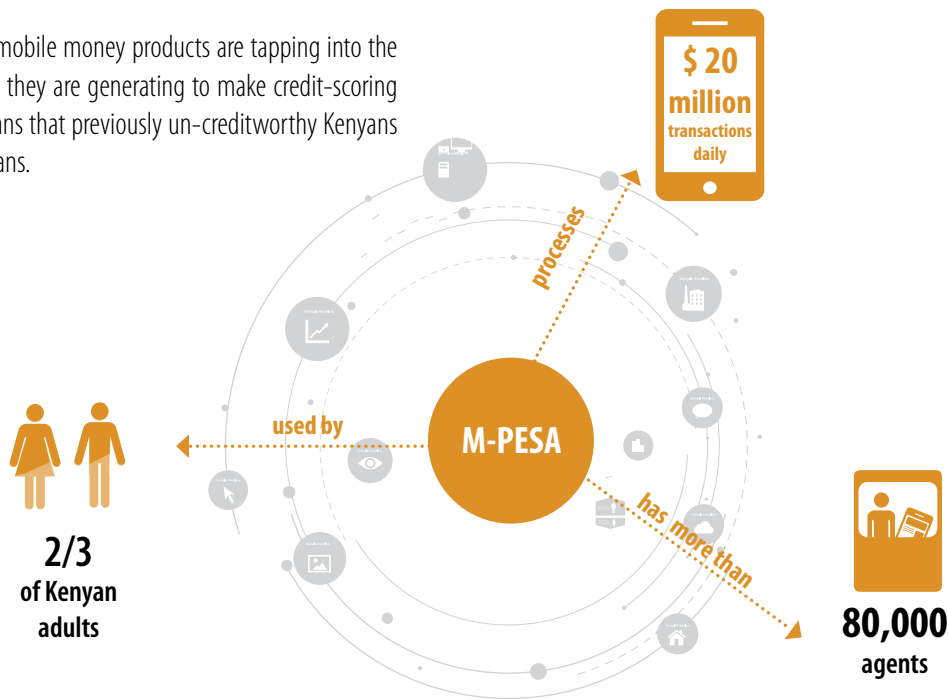 mobile money products are tapping into the
they are generating to make credit-scoring
ans that previously un-creditworthy Kenyans
ans.
$ 20
million
transactions
daily
processes
used by
M-PESA
has more than
2/3
of Kenyan
adults
80,000
agents